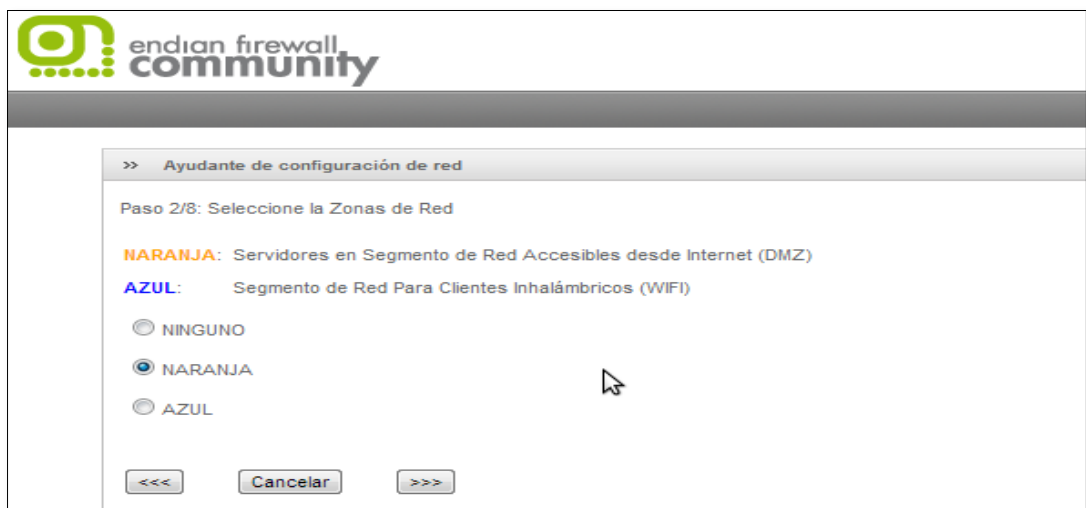 endian firewall
community
>> Ayudante de configuración de red
Paso 2/8: Seleccione la Zonas de Red
NARANJA: Servidores en Segmento de Red Accesibles desde Internet (DMZ)
AZUL: Segmento de Red Para Clientes Inhalámbricos (WIFI)
NINGUNO
NARANJA
AZUL
<<< Cancelar >>>